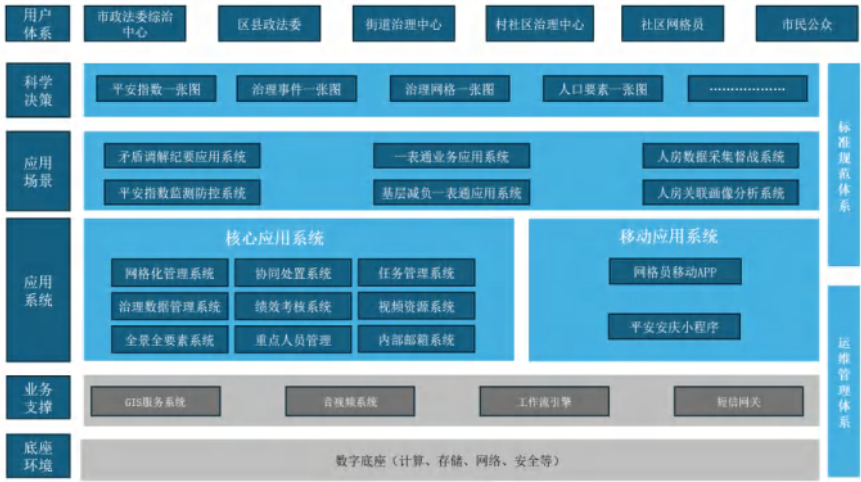 用户
体系
市政法委综治
中心
区县政法委
街道治理中心
村社区治理中心
社区网格员
市民公众
科学
决策
平安指数一张图
治理事件一张图
治理网格一张图
人口要素一张图
………………
应用
场景
矛盾调解纪要应用系统
一表通业务应用系统
人房数据采集督战系统
平安指数监测防控系统
基层减负一表通应用系统
人房关联画像分析系统
标准规范体系
应用
系统
核心应用系统
网格化管理系统
协同处置系统
任务管理系统
治理数据管理系统
绩效考核系统
视频资源系统
全景全要素系统
重点人员管理
内部邮箱系统
移动应用系统
网格员移动APP
平安安庆小程序
运维管理体系
业务
支撑
GIS服务系统
音视频系统
工作流引擎
短信网关
底座
环境
数字底座（计算、存储、网络、安全等）